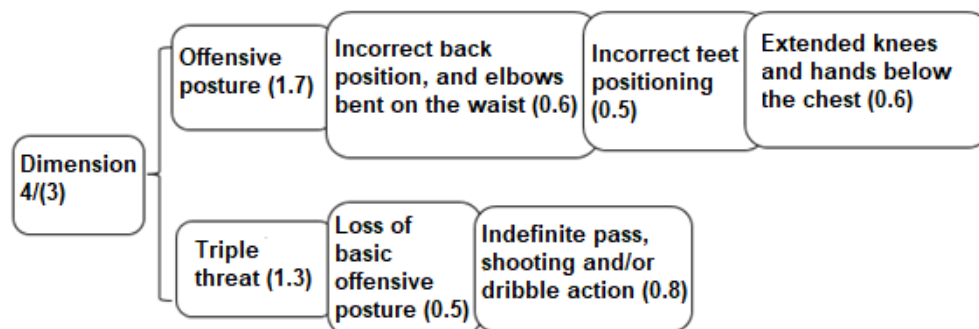 Dimension
4/(3)
Offensive
posture (1.7)
Incorrect back
position, and elbows
bent on the waist (0.6)
Incorrect feet
positioning
(0.5)
Extended knees
and hands below
the chest (0.6)
Triple
threat (1.3)
Loss of
basic
offensive
posture (0.5)
Indefinite pass,
shooting and/or
dribble action (0.8)